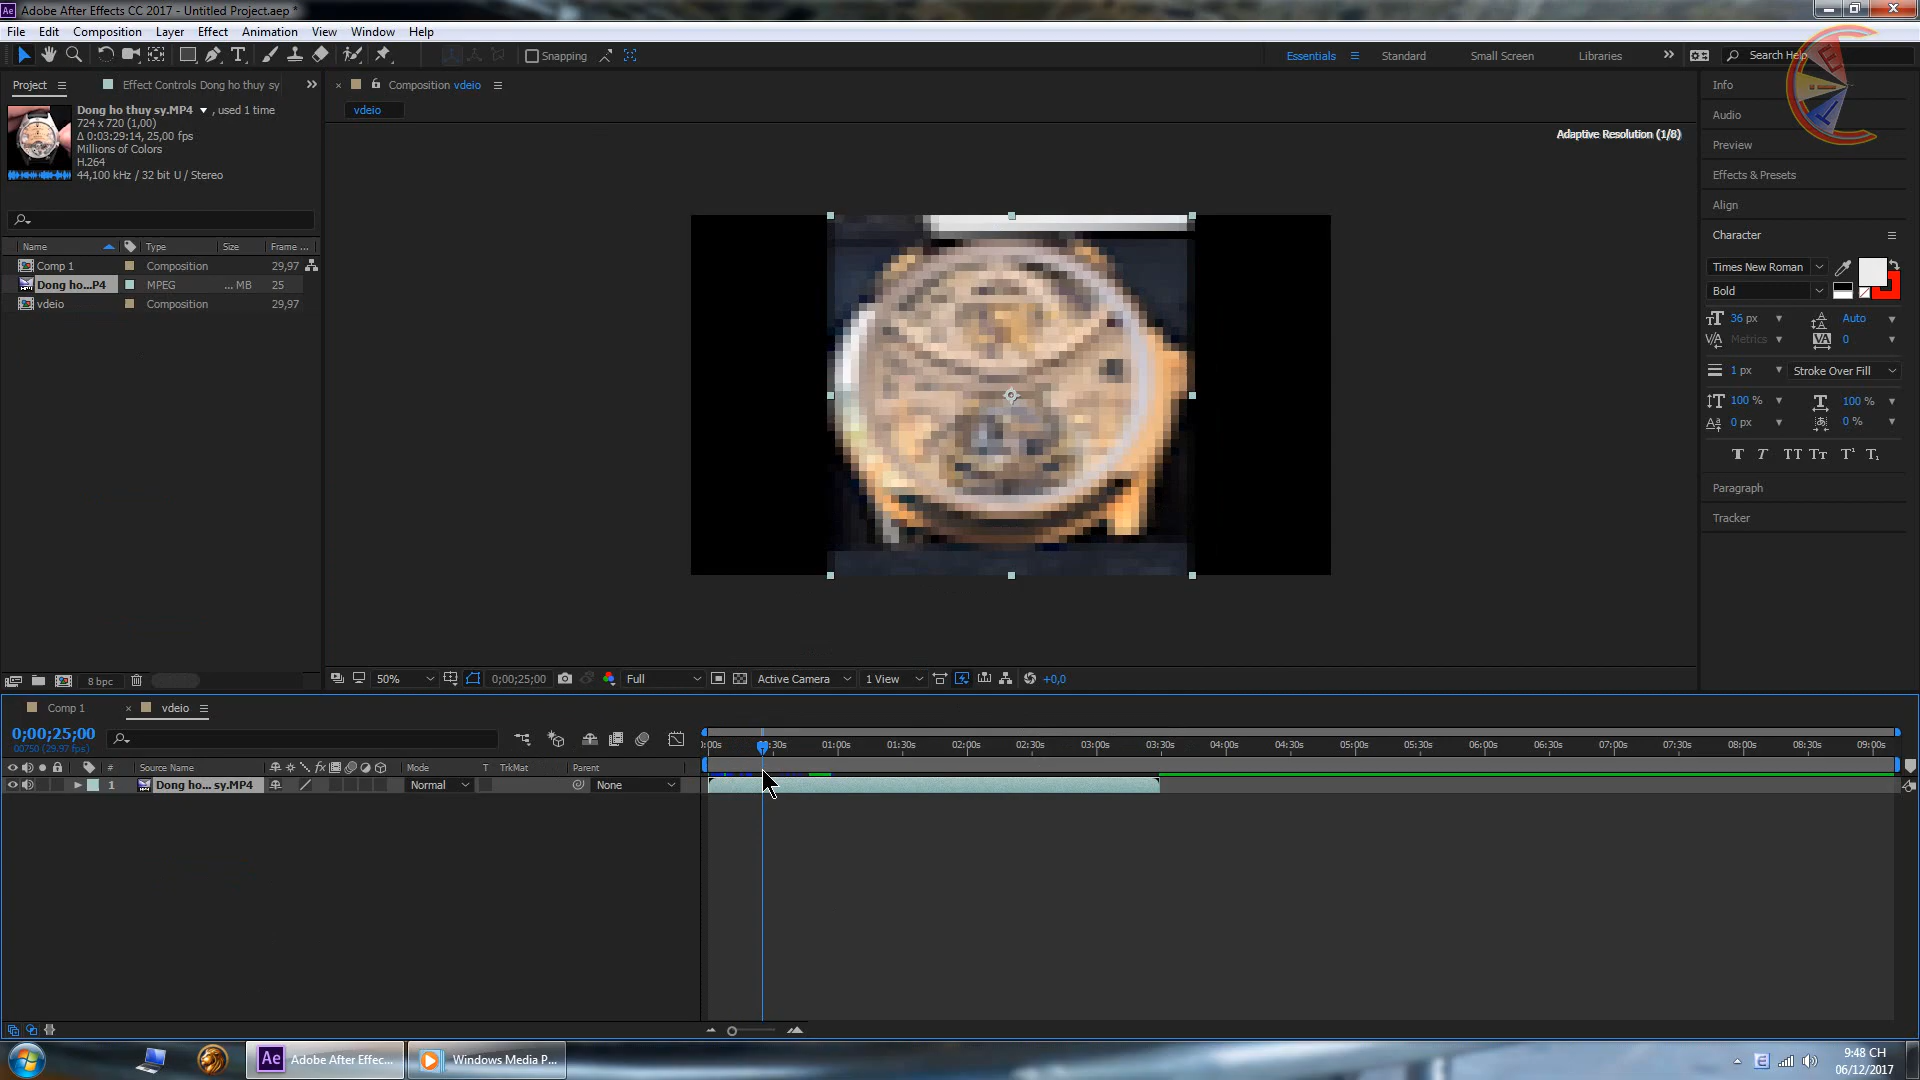 Adobe After Effects CC 2017 - Untitled Project.aep *
File Edit Composition Layer Effect Animation View Window Help
Snapping Essentials Standard Small Screen Libraries Search Help
Project Effect Controls Dong ho thuy sy Composition vdeio
Dong ho thuy sy.MP4 , used 1 time
724 x 720 (1,00)
Δ 0:03:29:14, 25,00 fps
Millions of Colors
H.264
44,100 kHz / 32 bit U / Stereo
vdeio
Adaptive Resolution (1/8)
Name Type Size Frame ...
Comp 1 Composition 29,97
Dong ho...P4 MPEG ... MB 25
vdeio Composition 29,97
Info
Audio
Preview
Effects & Presets
Align
Character
Times New Roman
Bold
36 px Auto
Metrics 0
1 px Stroke Over Fill
100 % 100 %
0 px 0 %
T T TT Tт T¹ T₁
Paragraph
Tracker
8 bpc 50% 0;00;25;00 Full Active Camera 1 View +0,0
Comp 1 vdeio
0;00;25;00
00750 (29.97 fps)
:00s :30s 01:00s 01:30s 02:00s 02:30s 03:00s 03:30s 04:00s 04:30s 05:00s 05:30s 06:00s 06:30s 07:00s 07:30s 08:00s 08:30s 09:00s
# Source Name Mode T TrkMat Parent
1 Dong ho... sy.MP4 Normal None
Ae Adobe After Effec... Windows Media P...
9:48 CH
06/12/2017